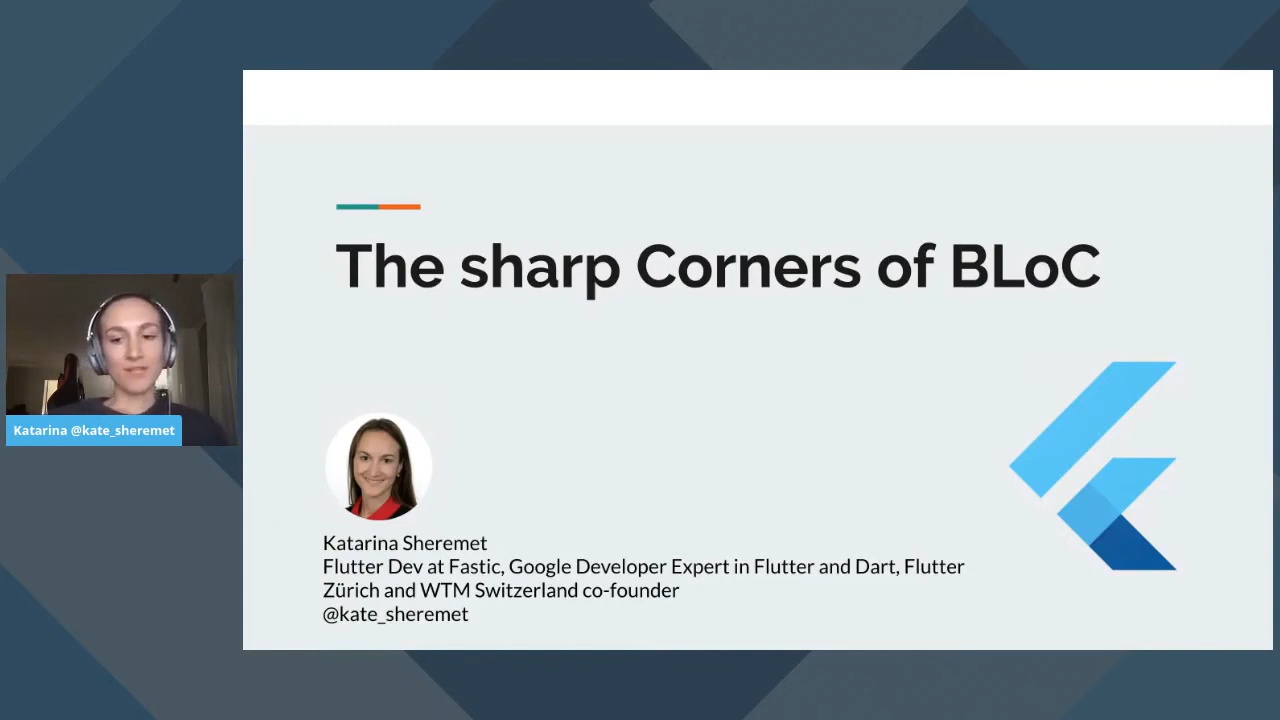 The sharp Corners of BLoC
Katarina @kate_sheremet
Katarina Sheremet
Flutter Dev at Fastic, Google Developer Expert in Flutter and Dart, Flutter
Zürich and WTM Switzerland co-founder
@kate_sheremet